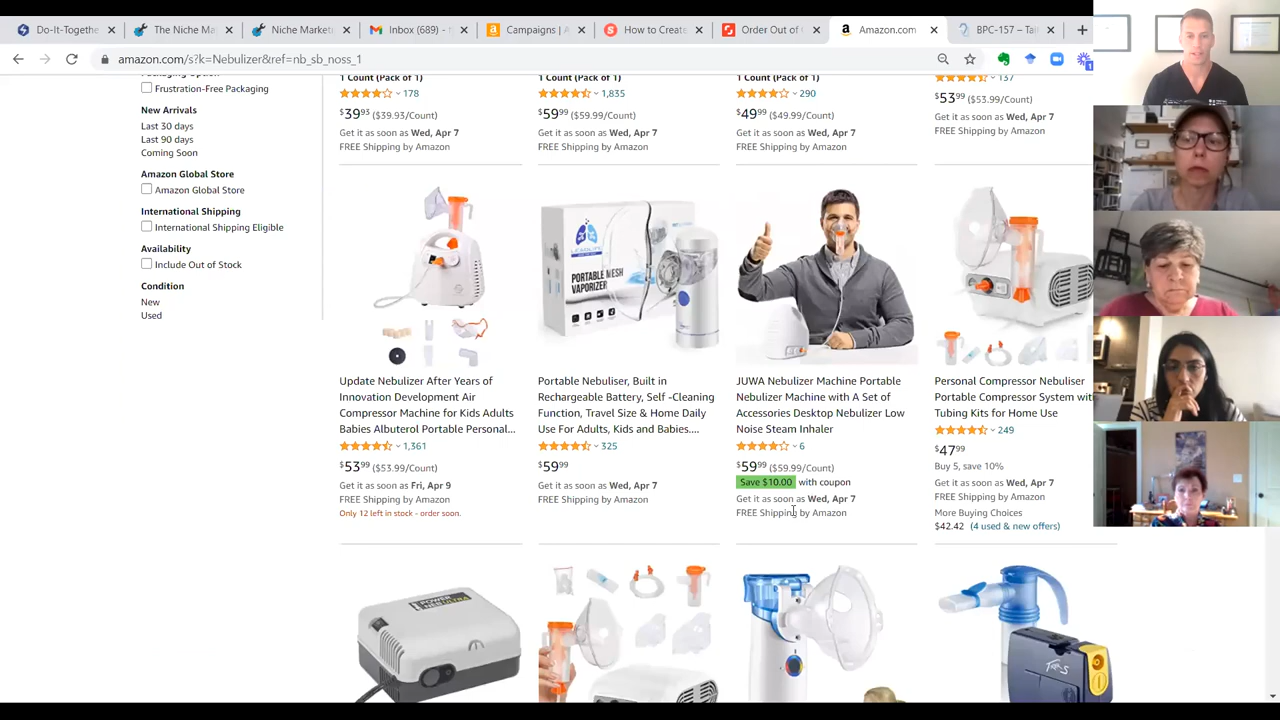 Do-It-Togethe
The Niche Mar
Niche Market
Inbox (689) -
Campaigns | A
How to Create
Order Out of
Amazon.com
BPC-157 – Tail
amazon.com/s?k=Nebulizer&ref=nb_sb_noss_1
Frustration-Free Packaging
New Arrivals
Last 30 days
Last 90 days
Coming Soon
Amazon Global Store
Amazon Global Store
International Shipping
International Shipping Eligible
Availability
Include Out of Stock
Condition
New
Used
1 Count (Pack of 1)
178
$39.93 ($39.93/Count)
Get it as soon as Wed, Apr 7
FREE Shipping by Amazon
1 Count (Pack of 1)
1,835
$59.99 ($59.99/Count)
Get it as soon as Wed, Apr 7
FREE Shipping by Amazon
1 Count (Pack of 1)
290
$49.99 ($49.99/Count)
Get it as soon as Wed, Apr 7
FREE Shipping by Amazon
137
$53.99 ($53.99/Count)
Get it as soon as Wed, Apr 7
FREE Shipping by Amazon
PORTABLE MESH
VAPORIZER
Update Nebulizer After Years of
Innovation Development Air
Compressor Machine for Kids Adults
Babies Albuterol Portable Personal...
1,361
$53.99 ($53.99/Count)
Get it as soon as Fri, Apr 9
FREE Shipping by Amazon
Only 12 left in stock - order soon.
Portable Nebuliser, Built in
Rechargeable Battery, Self -Cleaning
Function, Travel Size & Home Daily
Use For Adults, Kids and Babies....
325
$59.99
Get it as soon as Wed, Apr 7
FREE Shipping by Amazon
JUWA Nebulizer Machine Portable
Nebulizer Machine with A Set of
Accessories Desktop Nebulizer Low
Noise Steam Inhaler
6
$59.99 ($59.99/Count)
Save $10.00 with coupon
Get it as soon as Wed, Apr 7
FREE Shipping by Amazon
Personal Compressor Nebuliser
Portable Compressor System with
Tubing Kits for Home Use
249
$47.99
Buy 5, save 10%
Get it as soon as Wed, Apr 7
FREE Shipping by Amazon
More Buying Choices
$42.42 (4 used & new offers)